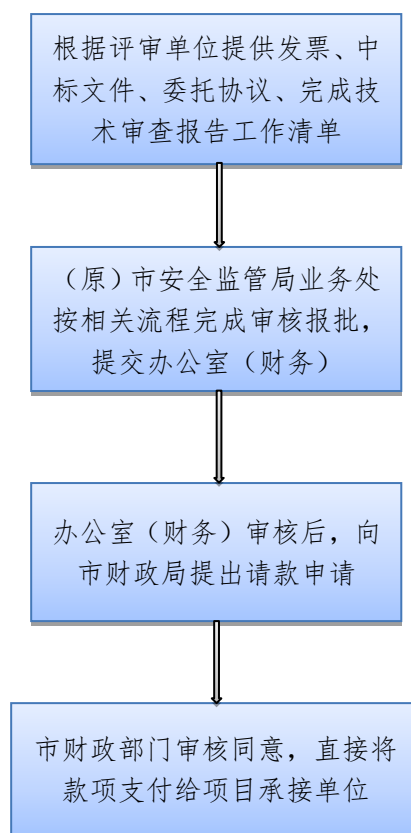 根据评审单位提供发票、中
标文件、委托协议、完成技
术审查报告工作清单
（原）市安全监管局业务处
按相关流程完成审核报批，
提交办公室（财务）
办公室（财务）审核后，向
市财政局提出请款申请
市财政部门审核同意，直接将
款项支付给项目承接单位